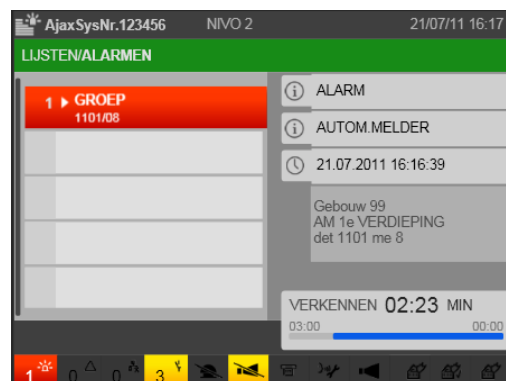 AjaxSysNr.123456 NIVO 2 21/07/11 16:17
LIJSTEN/ALARMEN
1 GROEP
1101/08
ALARM
AUTOM.MELDER
21.07.2011 16:16:39
Gebouw 99
AM 1e VERDIEPING
det 1101 me 8
VERKENNEN 02:23 MIN
03:00 00:00
1 0 0 3